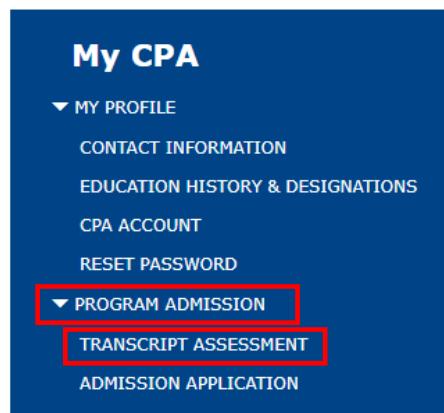 My CPA
MY PROFILE
CONTACT INFORMATION
EDUCATION HISTORY & DESIGNATIONS
CPA ACCOUNT
RESET PASSWORD
PROGRAM ADMISSION
TRANSCRIPT ASSESSMENT
ADMISSION APPLICATION